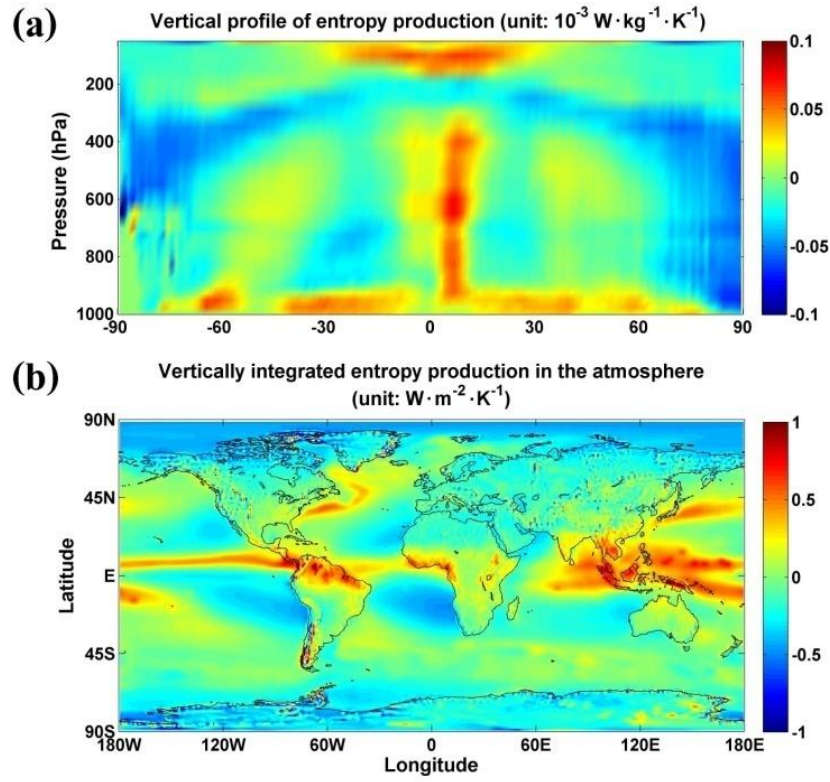 (a)
Vertical profile of entropy production (unit: 10⁻³ W·kg⁻¹·K⁻¹)
Pressure (hPa)
200
400
600
800
1000
-90 -60 -30 0 30 60 90
0.1
0.05
0
-0.05
-0.1
(b)
Vertically integrated entropy production in the atmosphere
(unit: W·m⁻²·K⁻¹)
Latitude
90N
45N
E
45S
90S
180W 120W 60W 0 60E 120E 180E
Longitude
1
0.5
0
-0.5
-1